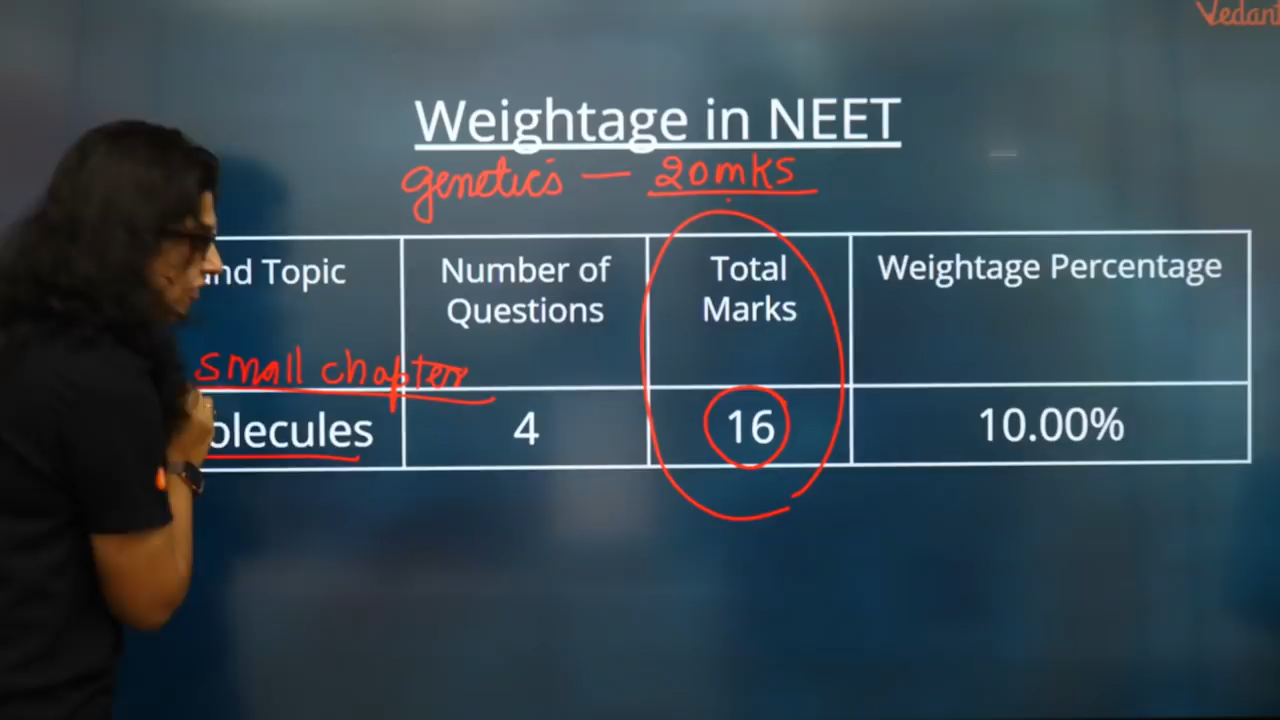 Vedant
Weightage in NEET
genetics — 20mks
and Topic
Number of
Questions
Total
Marks
Weightage Percentage
small chapter
olecules
4
16
10.00%